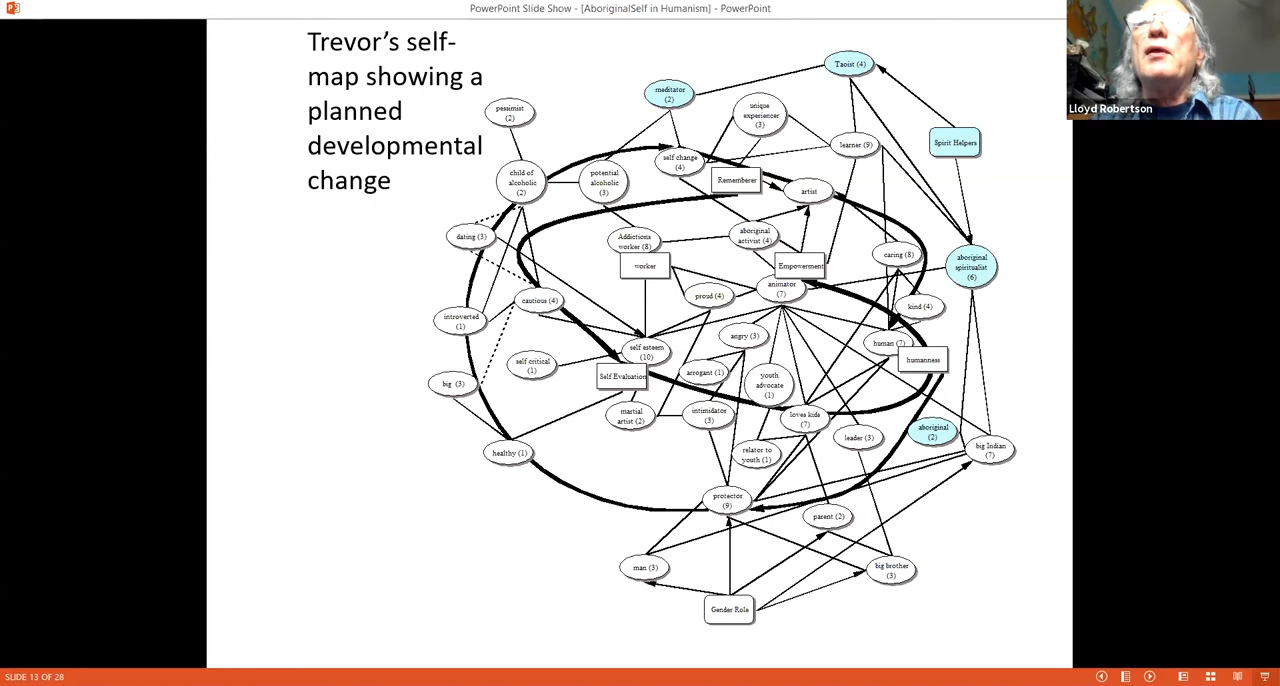 PowerPoint Slide Show - [AboriginalSelf in Humanism] - PowerPoint
Lloyd Robertson
Trevor's self-
map showing a
planned
developmental
change
Taoist (4)
meditator
(2)
pessimist
(2)
unique
experiencer
(3)
learner (9)
Spirit Helpers
self change
(4)
child of
alcoholic
(2)
potential
alcoholic
(3)
Rememberer
artist
dating (3)
Addictions
worker (8)
aboriginal
activist (4)
caring (8)
aboriginal
spiritualist
(6)
worker
Empowerment
animator
(7)
cautious (4)
proud (4)
kind (4)
introverted
(1)
angry (3)
human (7)
humanness
self esteem
(10)
self critical
(1)
Self Evaluation
arrogant (1)
youth
advocate
(1)
big (3)
martial
artist (2)
intimidator
(3)
loves kids
(7)
leader (3)
aboriginal
(2)
big Indian
(7)
healthy (1)
relator to
youth (1)
protector
(9)
parent (2)
man (3)
big brother
(3)
Gender Role
SLIDE 13 OF 28